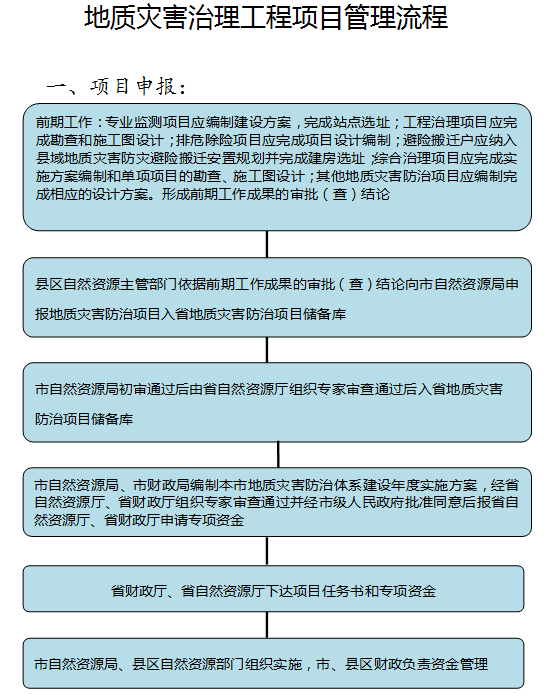 地质灾害治理工程项目管理流程
一、项目申报：
前期工作：专业监测项目应编制建设方案，完成站点选址；工程治理项目应完
成勘查和施工图设计；排危除险项目应完成项目设计编制；避险搬迁户应纳入
县域地质灾害防灾避险搬迁安置规划并完成建房选址；综合治理项目应完成实
施方案编制和单项项目的勘查、施工图设计；其他地质灾害防治项目应编制完
成相应的设计方案。形成前期工作成果的审批（查）结论
县区自然资源主管部门依据前期工作成果的审批（查）结论向市自然资源局申
报地质灾害防治项目入省地质灾害防治项目储备库
市自然资源局初审通过后由省自然资源厅组织专家审查通过后入省地质灾害
防治项目储备库
市自然资源局、市财政局编制本市地质灾害防治体系建设年度实施方案，经省
自然资源厅、省财政厅组织专家审查通过并经市级人民政府批准同意后报省自
然资源厅、省财政厅申请专项资金
省财政厅、省自然资源厅下达项目任务书和专项资金
市自然资源局、县区自然资源部门组织实施，市、县区财政负责资金管理